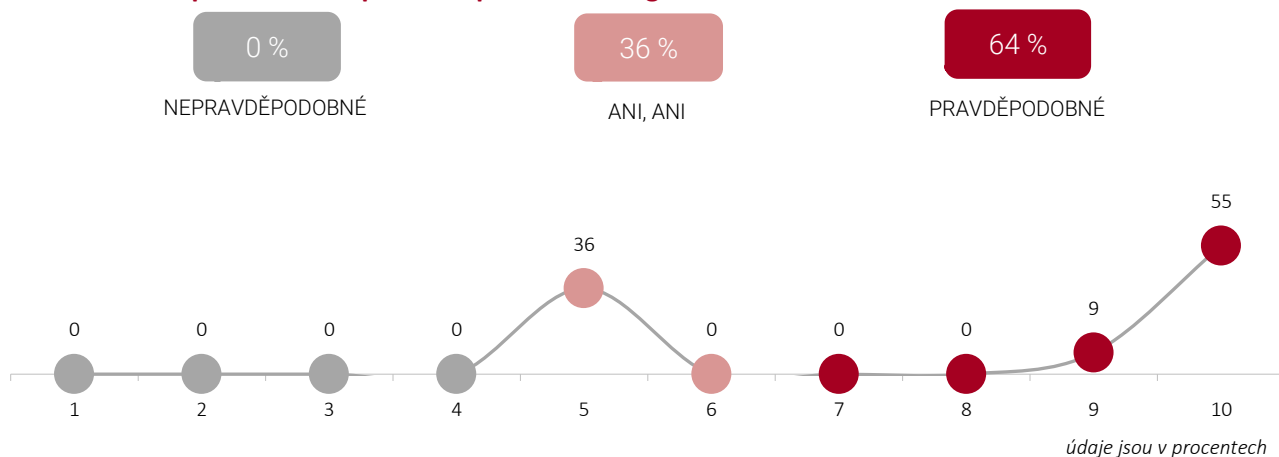 0 %
36 %
64 %
NEPRAVDĚPODOBNÉ
ANI, ANI
PRAVDĚPODOBNÉ
55
36
9
0 0 0 0 0 0 0
1 2 3 4 5 6 7 8 9 10
údaje jsou v procentech